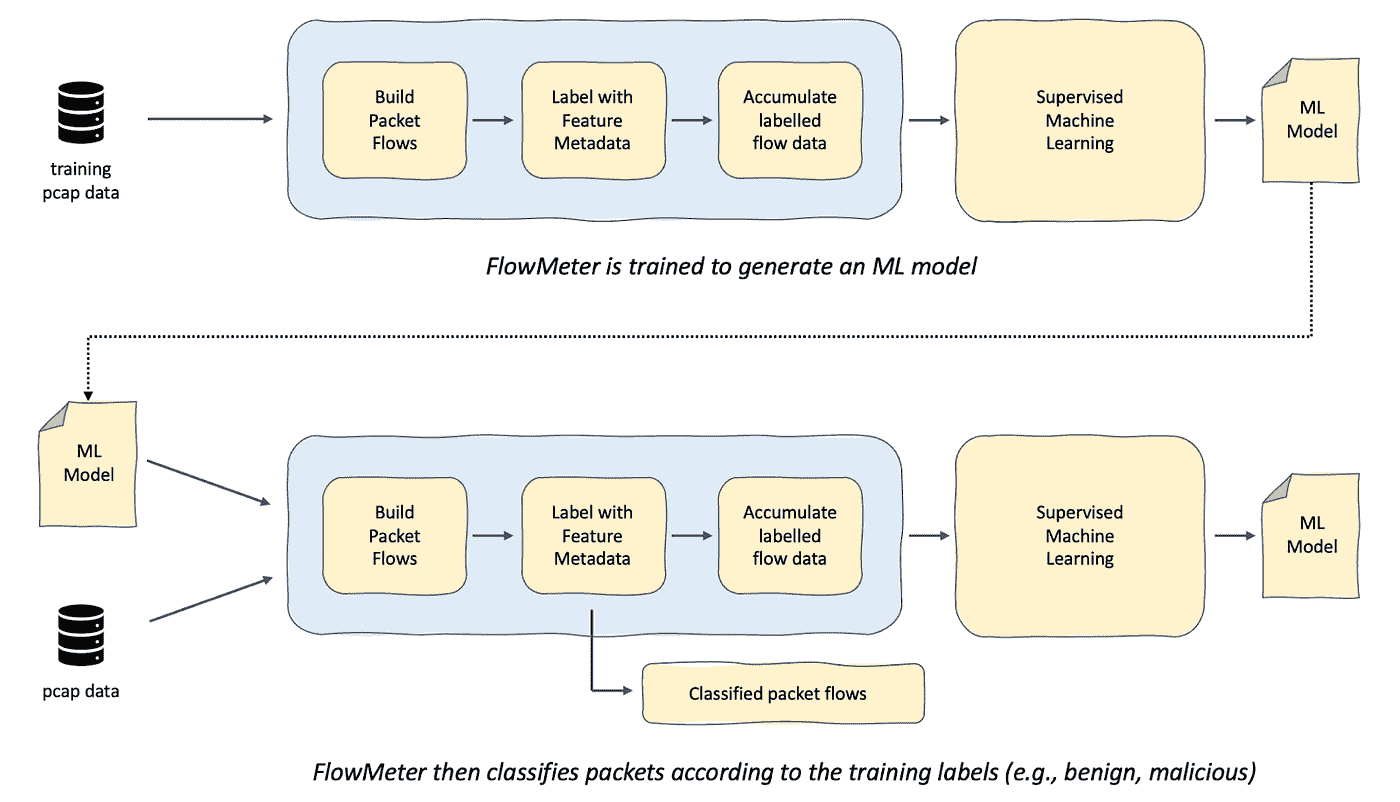 training
pcap data
Build
Packet
Flows
Label with
Feature
Metadata
Accumulate
labelled
flow data
Supervised
Machine
Learning
ML
Model
FlowMeter is trained to generate an ML model
ML
Model
pcap data
Build
Packet
Flows
Label with
Feature
Metadata
Accumulate
labelled
flow data
Supervised
Machine
Learning
ML
Model
Classified packet flows
FlowMeter then classifies packets according to the training labels (e.g., benign, malicious)